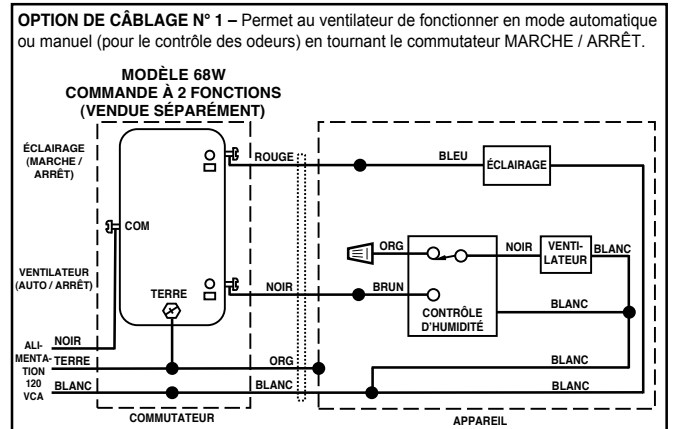 OPTION DE CÂBLAGE N° 1 – Permet au ventilateur de fonctionner en mode automatique
ou manuel (pour le contrôle des odeurs) en tournant le commutateur MARCHE / ARRÊT.
MODÈLE 68W
COMMANDE À 2 FONCTIONS
(VENDUE SÉPARÉMENT)
ÉCLAIRAGE
(MARCHE /
ARRÊT)
ROUGE
BLEU
ÉCLAIRAGE
COM
ORG
NOIR
VENTI-
LATEUR
BLANC
VENTILATEUR
(AUTO / ARRÊT)
TERRE
NOIR
BRUN
CONTRÔLE
D'HUMIDITÉ
BLANC
ALI-
MENTA-
TION
120
VCA
NOIR
TERRE
ORG
BLANC
BLANC
BLANC
BLANC
COMMUTATEUR
APPAREIL